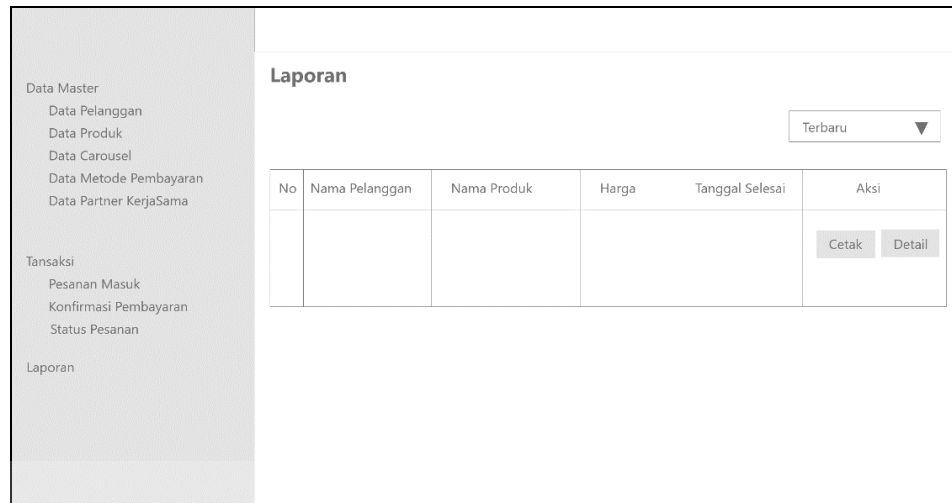 Data Master
Data Pelanggan
Data Produk
Data Carousel
Data Metode Pembayaran
Data Partner KerjaSama
Tansaksi
Pesanan Masuk
Konfirmasi Pembayaran
Status Pesanan
Laporan
Laporan
Terbaru ▼
No Nama Pelanggan Nama Produk Harga Tanggal Selesai Aksi
Cetak Detail